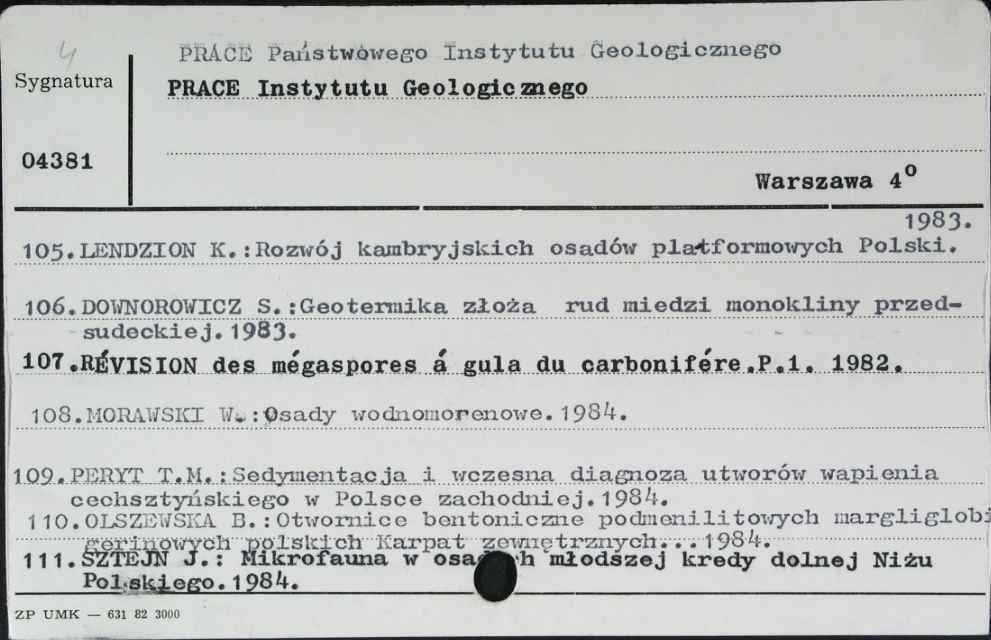 4
PRACE Państwowego Instytutu Geologicznego
Sygnatura
PRACE Instytutu Geologicznego
04381
Warszawa 4°
1983.
105. LENDZION K.: Rozwój kambryjskich osadów platformowych Polski.
106. DOWNOROWICZ S.: Geotermika złoża rud miedzi monokliny przed-
sudeckiej. 1983.
107. RÉVISION des mégaspores á gula du carbonifére. P.1. 1982.
108. MORAWSKI W.: Osady wodnomorenowe. 1984.
109. PERYT T.M.: Sedymentacja i wczesna diagnoza utworów wapienia
cechsztyńskiego w Polsce zachodniej. 1984.
110. OLSZEWSKA B.: Otwornice bentoniczne podmenilitowych margliglobi
gerinowych polskich Karpat zewnętrznych... 1984.
111. SZTEJN J.: Mikrofauna w młodszej kredy dolnej Niżu
Polskiego. 1984.
ZP UMK — 631 82 3000